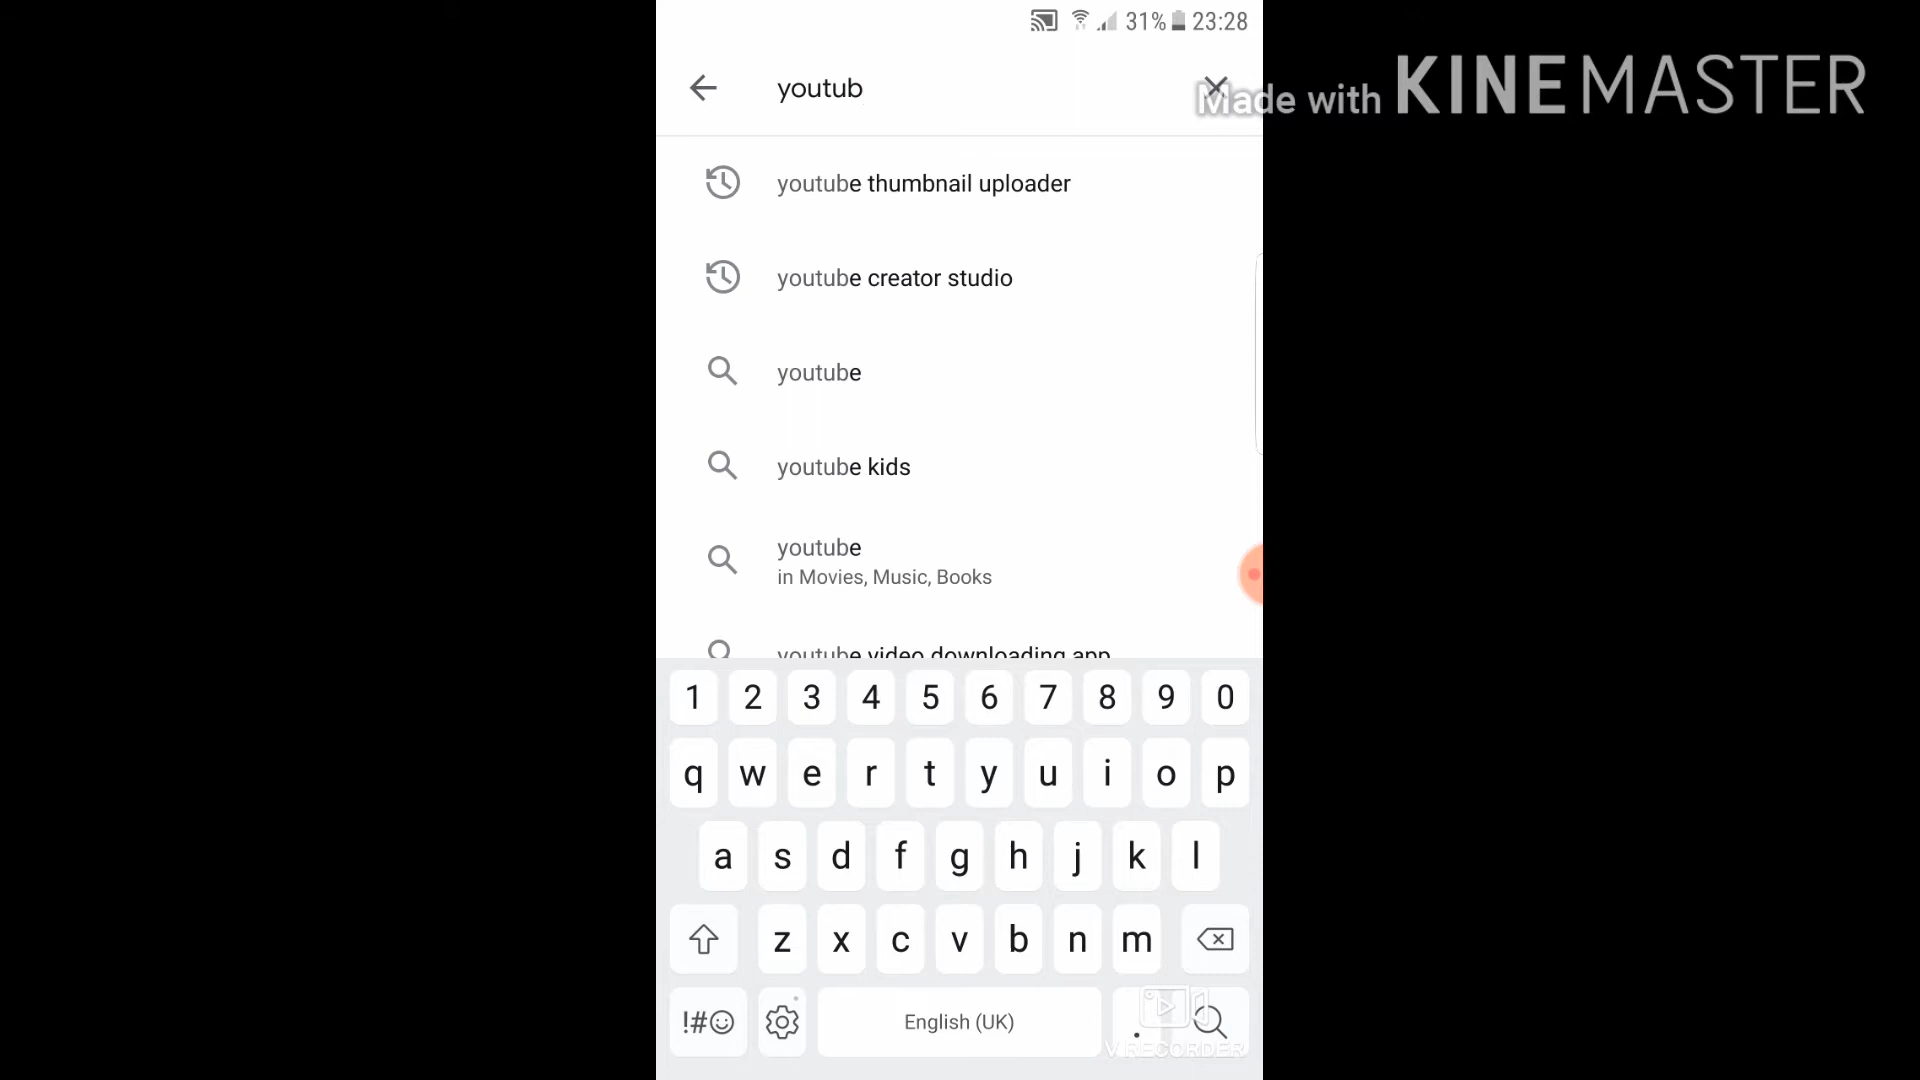 31% 23:28
youtub
Made with KINEMASTER
youtube thumbnail uploader
youtube creator studio
youtube
youtube kids
youtube
in Movies, Music, Books
youtube video downloading app
1 2 3 4 5 6 7 8 9 0
q w e r t y u i o p
a s d f g h j k l
z x c v b n m
!#☺ English (UK) .
V RECORDER